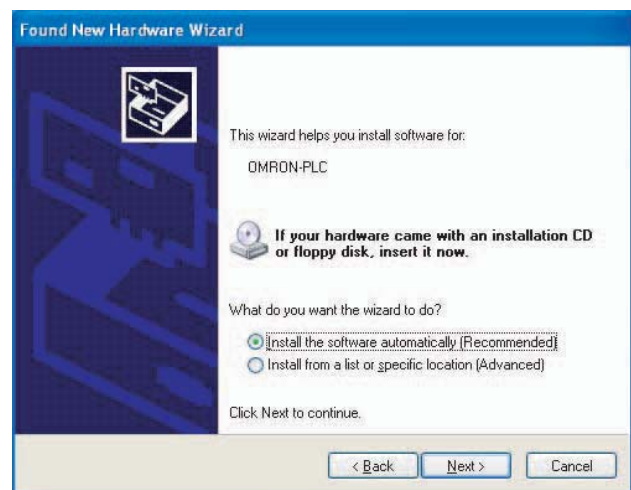 Found New Hardware Wizard
This wizard helps you install software for:
OMRON-PLC
If your hardware came with an installation CD
or floppy disk, insert it now.
What do you want the wizard to do?
Install the software automatically (Recommended)
Install from a list or specific location (Advanced)
Click Next to continue.
< Back Next > Cancel